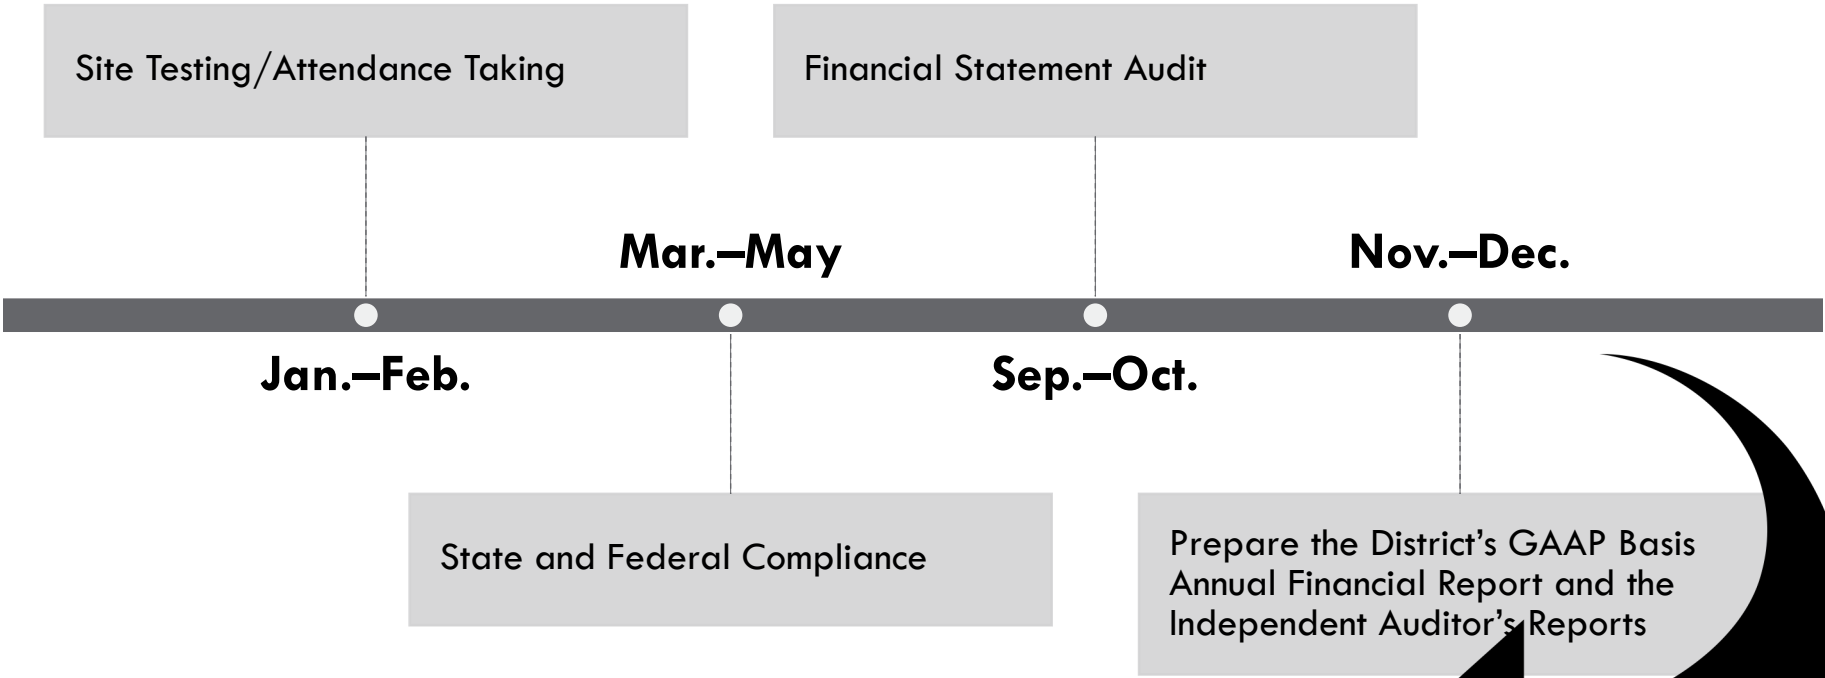 Site Testing/Attendance Taking
Financial Statement Audit
Mar.–May
Nov.–Dec.
Jan.–Feb.
Sep.–Oct.
State and Federal Compliance
Prepare the District’s GAAP Basis
Annual Financial Report and the
Independent Auditor’s Reports